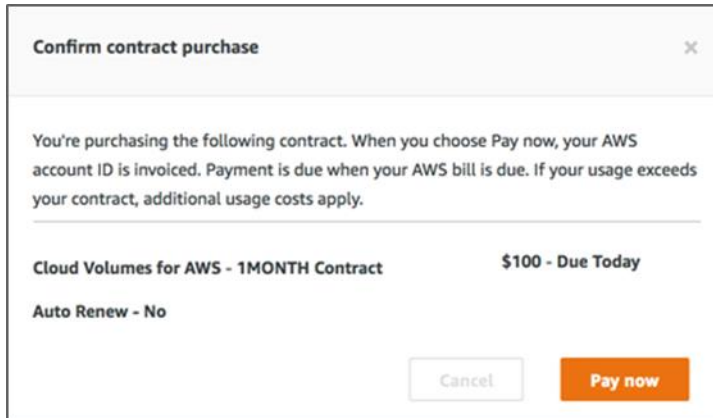 Confirm contract purchase
×
You're purchasing the following contract. When you choose Pay now, your AWS
account ID is invoiced. Payment is due when your AWS bill is due. If your usage exceeds
your contract, additional usage costs apply.
Cloud Volumes for AWS - 1MONTH Contract $100 - Due Today
Auto Renew - No
Cancel Pay now